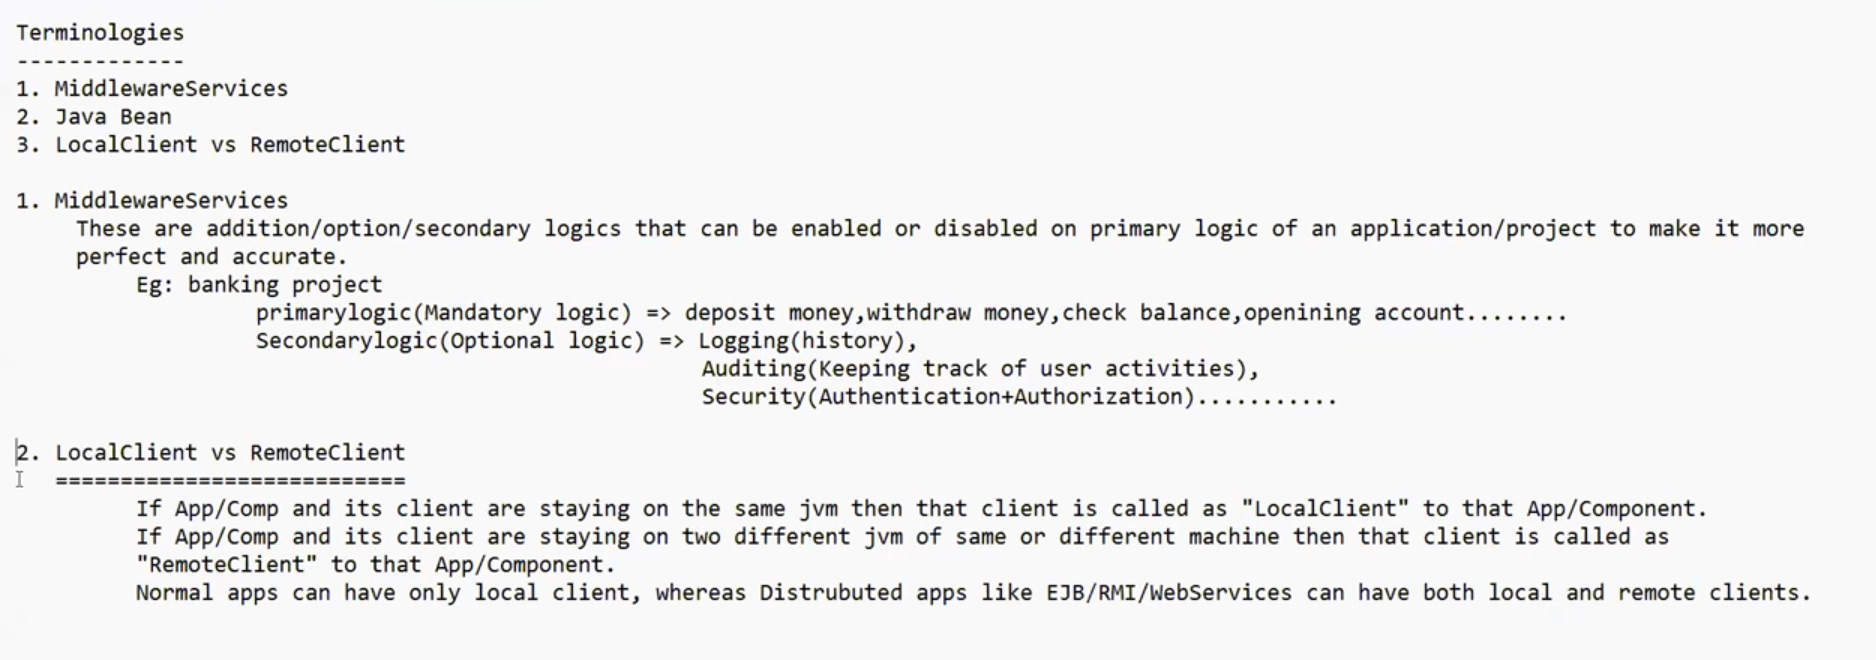 Terminologies
-------------
1. MiddlewareServices
2. Java Bean
3. LocalClient vs RemoteClient
1. MiddlewareServices
These are addition/option/secondary logics that can be enabled or disabled on primary logic of an application/project to make it more
perfect and accurate.
Eg: banking project
primarylogic(Mandatory logic) => deposit money,withdraw money,check balance,openining account........
Secondarylogic(Optional logic) => Logging(history),
Auditing(Keeping track of user activities),
Security(Authentication+Authorization)...........
2. LocalClient vs RemoteClient
===========================
If App/Comp and its client are staying on the same jvm then that client is called as "LocalClient" to that App/Component.
If App/Comp and its client are staying on two different jvm of same or different machine then that client is called as
"RemoteClient" to that App/Component.
Normal apps can have only local client, whereas Distrubuted apps like EJB/RMI/WebServices can have both local and remote clients.